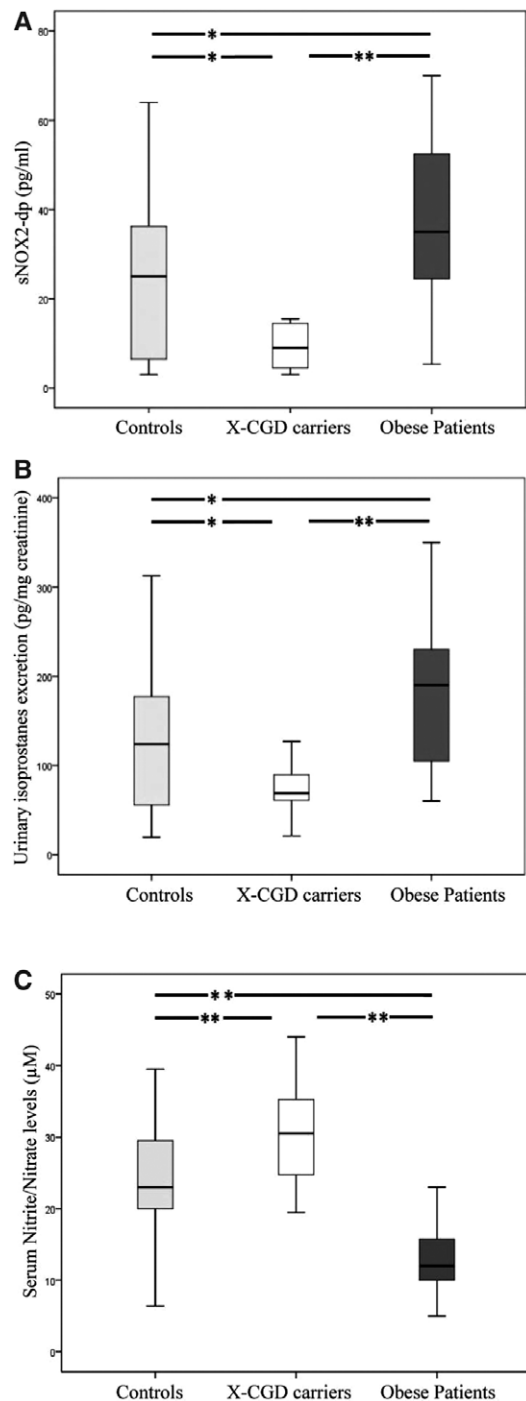 A
*
*
**
80
60
40
20
0
sNOX2-dp (pg/ml)
Controls
X-CGD carriers
Obese Patients
B
*
*
**
400
300
200
100
0
Urinary isoprostanes excretion (pg/mg creatinine)
Controls
X-CGD carriers
Obese Patients
C
**
**
**
50
40
30
20
10
0
Serum Nitrite/Nitrate levels (μM)
Controls
X-CGD carriers
Obese Patients